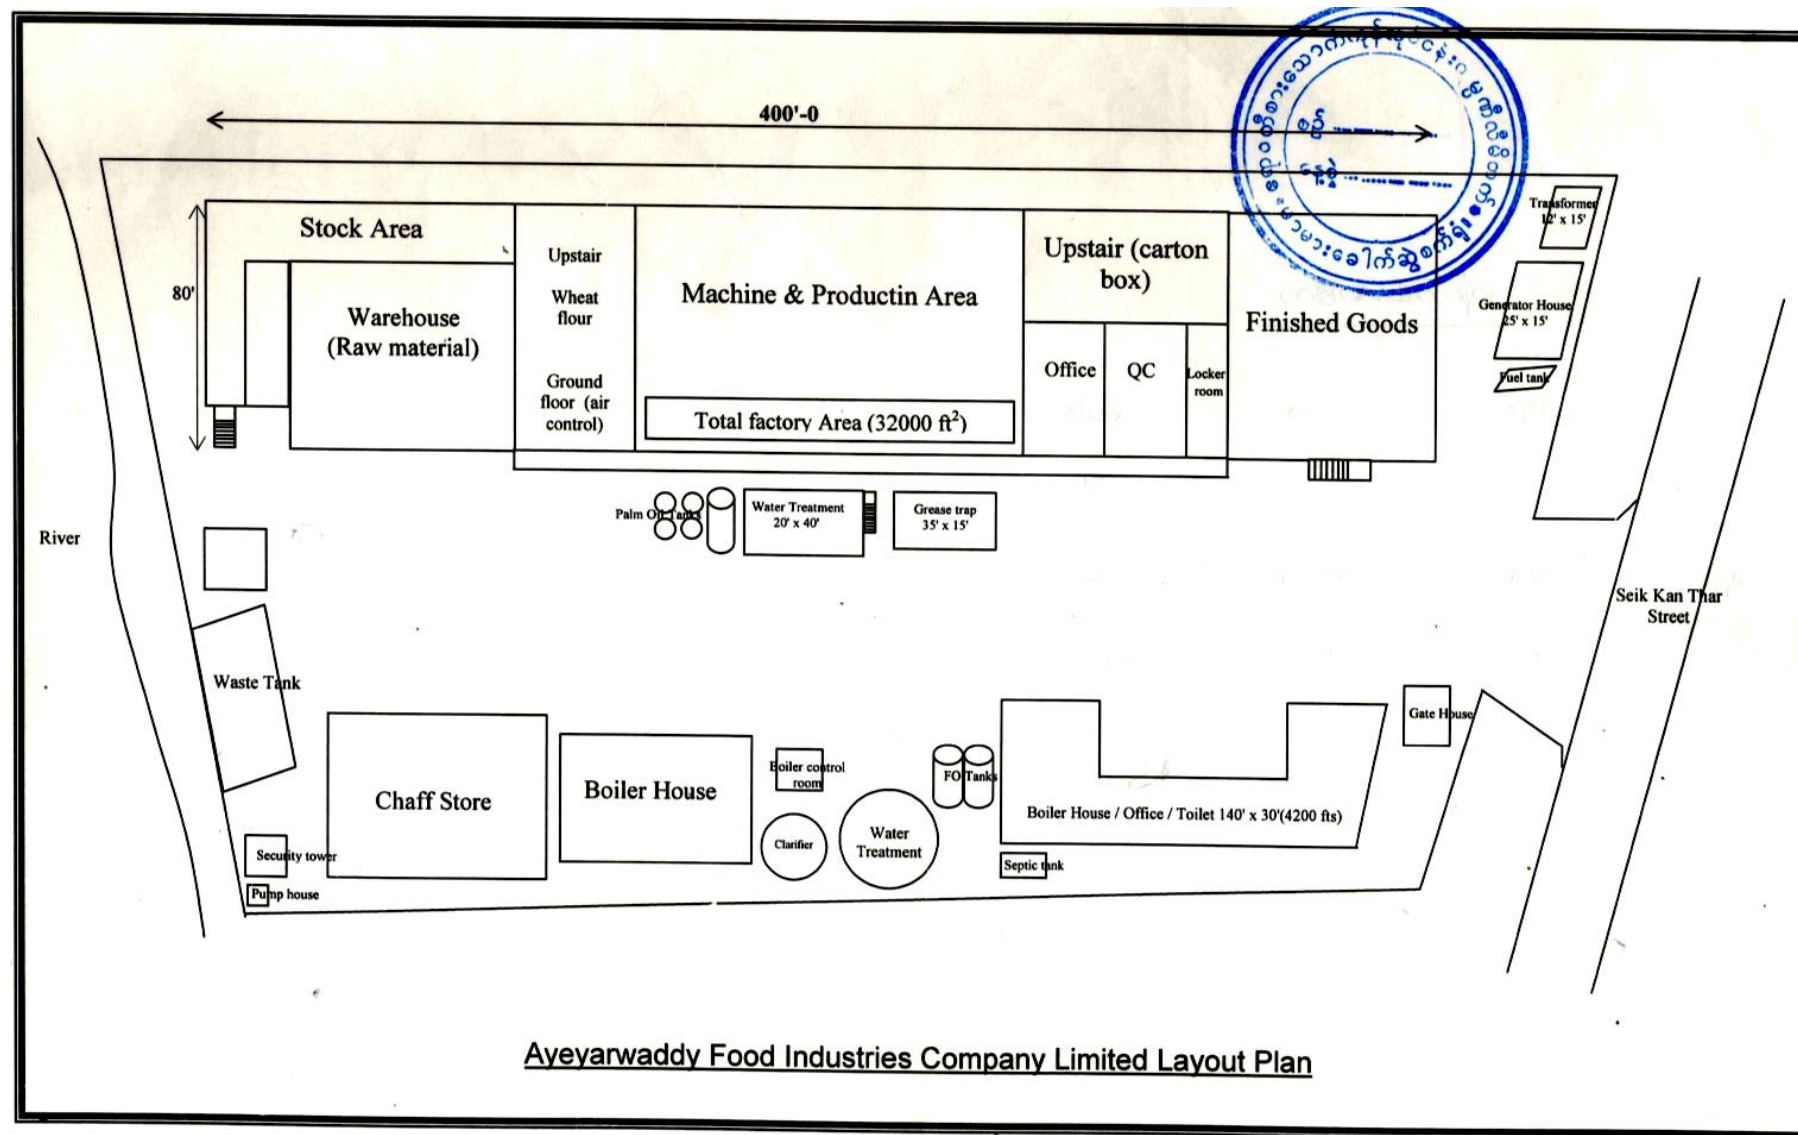 400'-0
Stock Area
80'
Warehouse
(Raw material)
Upstair
Wheat
flour
Ground
floor (air
control)
Machine & Productin Area
Total factory Area (32000 ft²)
Upstair (carton
box)
Office
QC
Locker
room
Finished Goods
Transformer
12' x 15'
Generator House
25' x 15'
Fuel tank
Palm Oil Tanks
Water Treatment
20' x 40'
Grease trap
35' x 15'
River
Seik Kan Thar
Street
Waste Tank
Gate House
Chaff Store
Boiler House
Boiler control
room
FO Tanks
Boiler House / Office / Toilet 140' x 30'(4200 fts)
Clarifier
Water
Treatment
Security tower
Septic tank
Pump house
Ayeyarwaddy Food Industries Company Limited Layout Plan